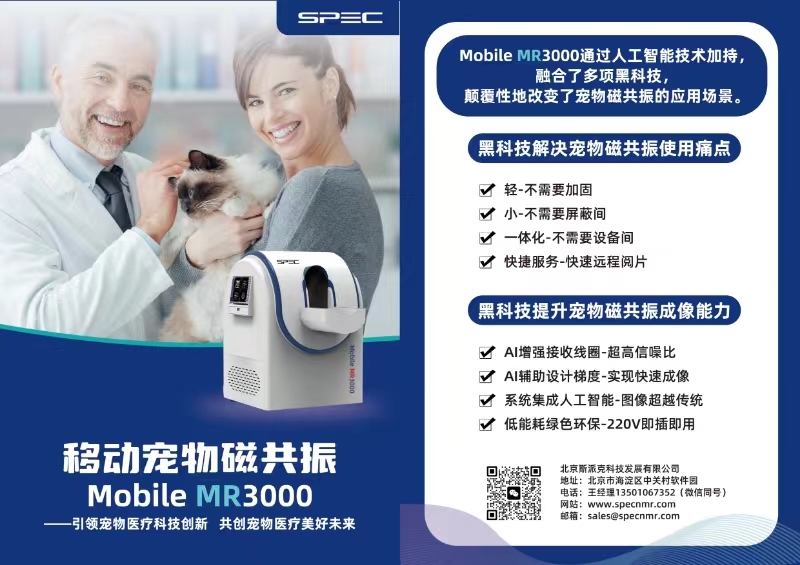 SPEC
SPEC
Mobile MR3000
移动宠物磁共振
Mobile MR3000
——引领宠物医疗科技创新 共创宠物医疗美好未来
Mobile MR3000通过人工智能技术加持，
融合了多项黑科技，
颠覆性地改变了宠物磁共振的应用场景。
黑科技解决宠物磁共振使用痛点
轻-不需要加固
小-不需要屏蔽间
一体化-不需要设备间
快捷服务-快速远程阅片
黑科技提升宠物磁共振成像能力
AI增强接收线圈-超高信噪比
AI辅助设计梯度-实现快速成像
系统集成人工智能-图像超越传统
低能耗绿色环保-220V即插即用
北京斯派克科技发展有限公司
地址：北京市海淀区中关村软件园
电话：王经理13501067352（微信同号）
网站：www.specnmr.com
邮箱：sales@specnmr.com